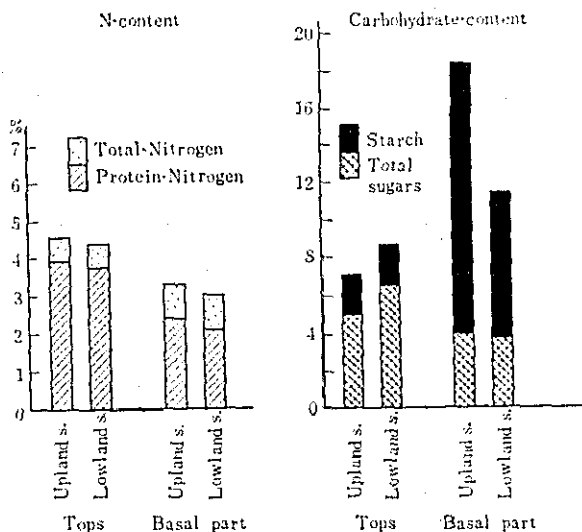 N-content
%
7
6
5
4
3
2
1
0
Total-Nitrogen
Protein-Nitrogen
Upland s.
Lowland s.
Upland s.
Lowland s.
Tops
Basal part
Carbohydrate-content
20
16
12
8
4
0
Starch
Total
sugars
Upland s.
Lowland s.
Upland s.
Lowland s.
Tops
Basal part